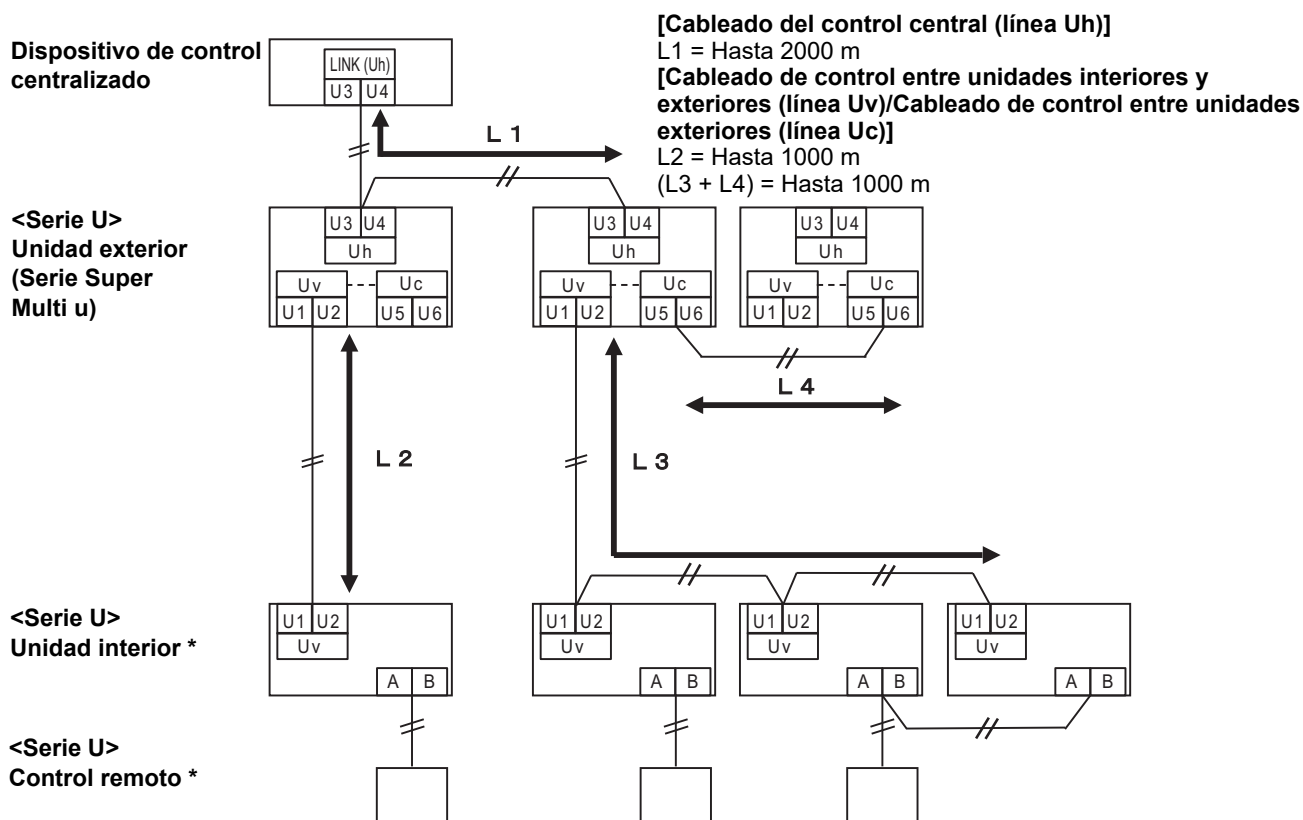 Dispositivo de control
centralizado
LINK (Uh)
U3 U4
[Cableado del control central (línea Uh)]
L1 = Hasta 2000 m
[Cableado de control entre unidades interiores y
exteriores (línea Uv)/Cableado de control entre unidades
exteriores (línea Uc)]
L2 = Hasta 1000 m
(L3 + L4) = Hasta 1000 m
L 1
<Serie U>
Unidad exterior
(Serie Super
Multi u)
U3 U4
Uh
Uv Uc
U1 U2 U5 U6
U3 U4
Uh
Uv Uc
U1 U2 U5 U6
U3 U4
Uh
Uv Uc
U1 U2 U5 U6
L 4
L 2
L 3
<Serie U>
Unidad interior *
U1 U2
Uv
A B
U1 U2
Uv
A B
U1 U2
Uv
A B
U1 U2
Uv
A B
<Serie U>
Control remoto *